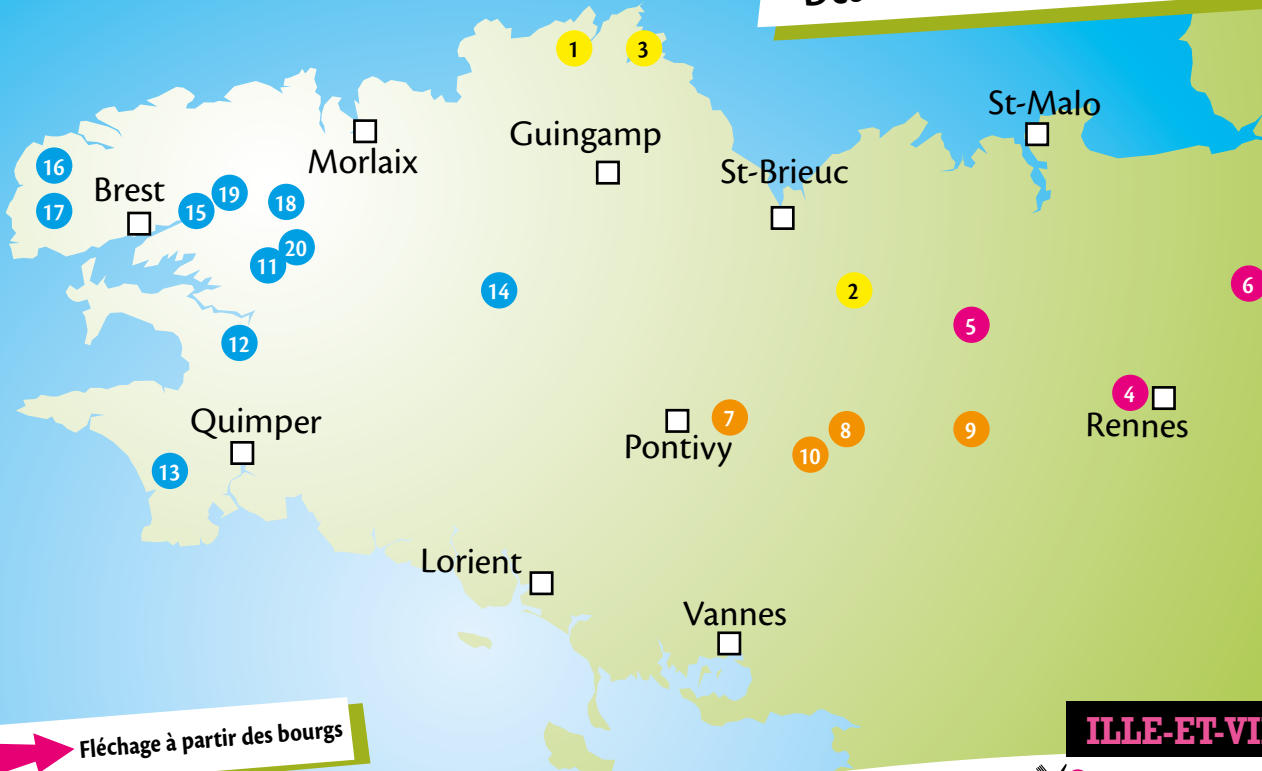 1
3
St-Malo
Guingamp
Morlaix
16
Brest
19
18
St-Brieuc
17
15
20
11
14
2
6
5
12
4
Rennes
Quimper
7
8
9
Pontivy
10
13
Lorient
Vannes
Fléchage à partir des bourgs